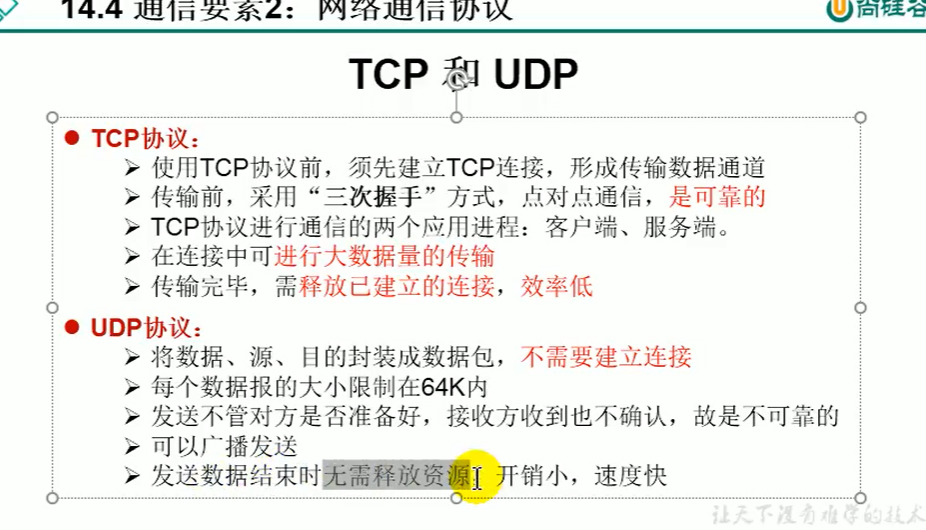 14.4 通信要素2：网络通信协议
尚硅谷
TCP 和 UDP
TCP协议：
使用TCP协议前，须先建立TCP连接，形成传输数据通道
传输前，采用“三次握手”方式，点对点通信，是可靠的
TCP协议进行通信的两个应用进程：客户端、服务端。
在连接中可进行大数据量的传输
传输完毕，需释放已建立的连接，效率低
UDP协议：
将数据、源、目的封装成数据包，不需要建立连接
每个数据报的大小限制在64K内
发送不管对方是否准备好，接收方收到也不确认，故是不可靠的
可以广播发送
发送数据结束时无需释放资源，开销小，速度快
让天下没有难学的技术